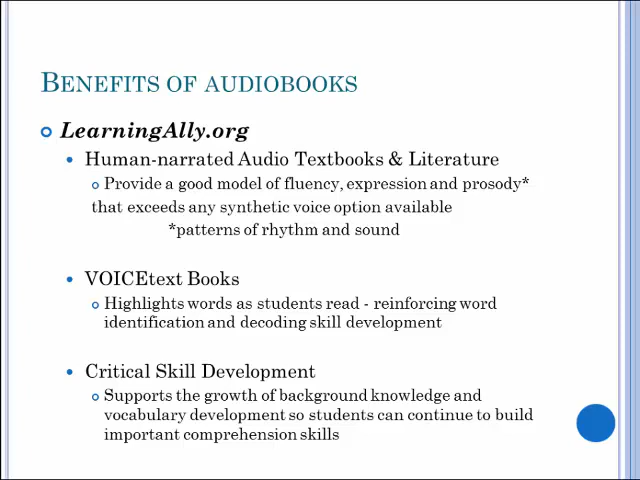 BENEFITS OF AUDIOBOOKS
LearningAlly.org
Human-narrated Audio Textbooks & Literature
Provide a good model of fluency, expression and prosody*
that exceeds any synthetic voice option available
*patterns of rhythm and sound
VOICEtext Books
Highlights words as students read - reinforcing word
identification and decoding skill development
Critical Skill Development
Supports the growth of background knowledge and
vocabulary development so students can continue to build
important comprehension skills